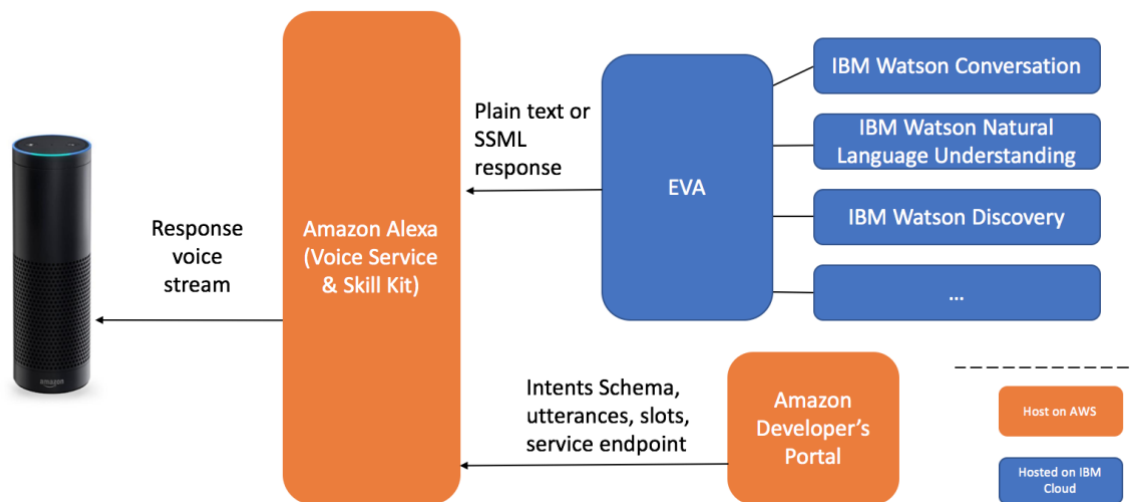 IBM Watson Conversation
Plain text or
SSML
response
IBM Watson Natural
Language Understanding
EVA
IBM Watson Discovery
Response
voice
stream
Amazon Alexa
(Voice Service
& Skill Kit)
...
Intents Schema,
utterances, slots,
service endpoint
Amazon
Developer’s
Portal
Host on AWS
Hosted on IBM
Cloud
amazon